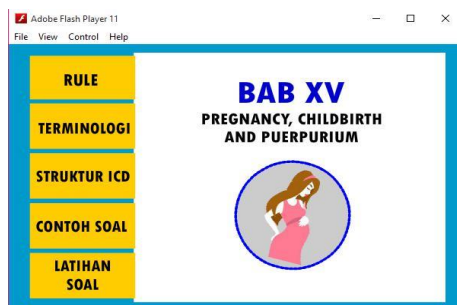 Adobe Flash Player 11
File View Control Help
RULE
TERMINOLOGI
STRUKTUR ICD
CONTOH SOAL
LATIHAN
SOAL
BAB XV
PREGNANCY, CHILDBIRTH
AND PUERPURIUM